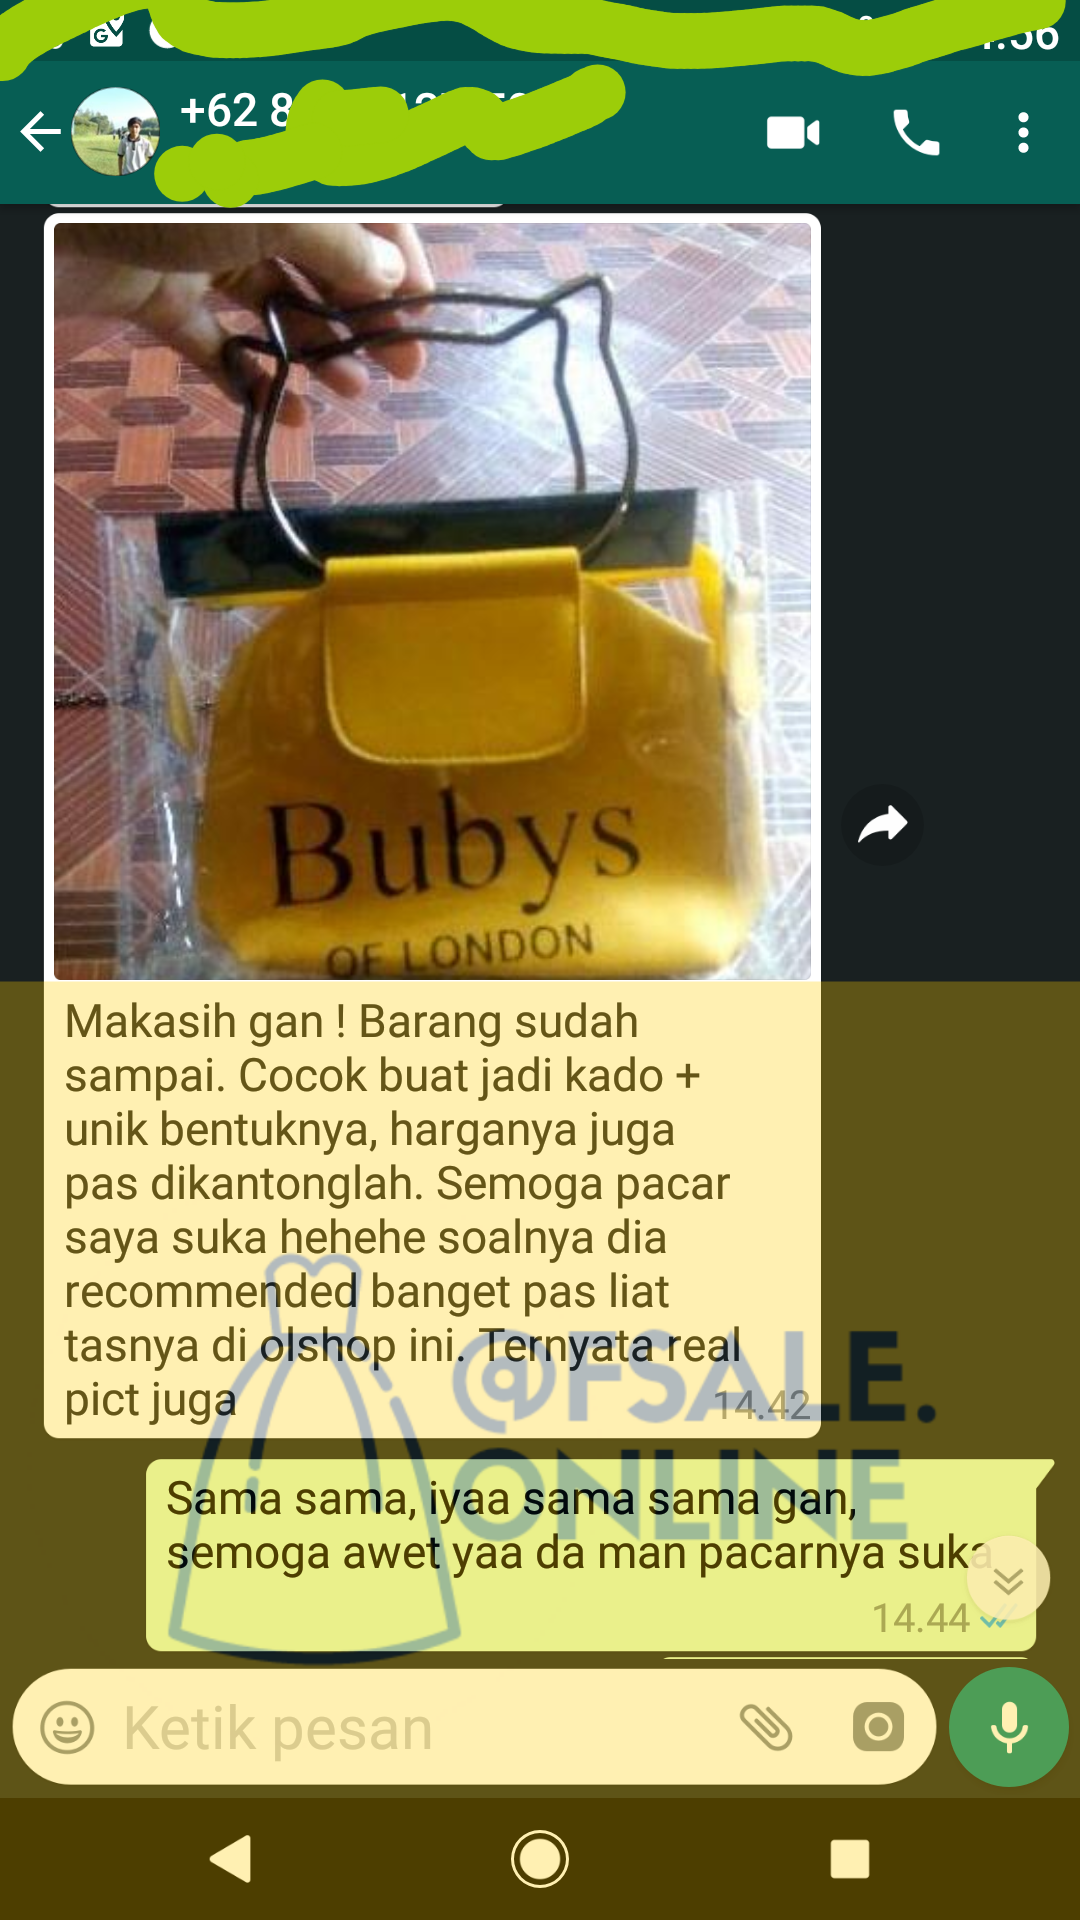 +62 8
Bubys
OF LONDON
Makasih gan ! Barang sudah
sampai. Cocok buat jadi kado +
unik bentuknya, harganya juga
pas dikantonglah. Semoga pacar
saya suka hehehe soalnya dia
recommended banget pas liat
tasnya di olshop ini. Ternyata real
pict juga
14.42
@FSALE.
ONLINE
Sama sama, iyaa sama sama gan,
semoga awet yaa da man pacarnya suka
14.44
Ketik pesan